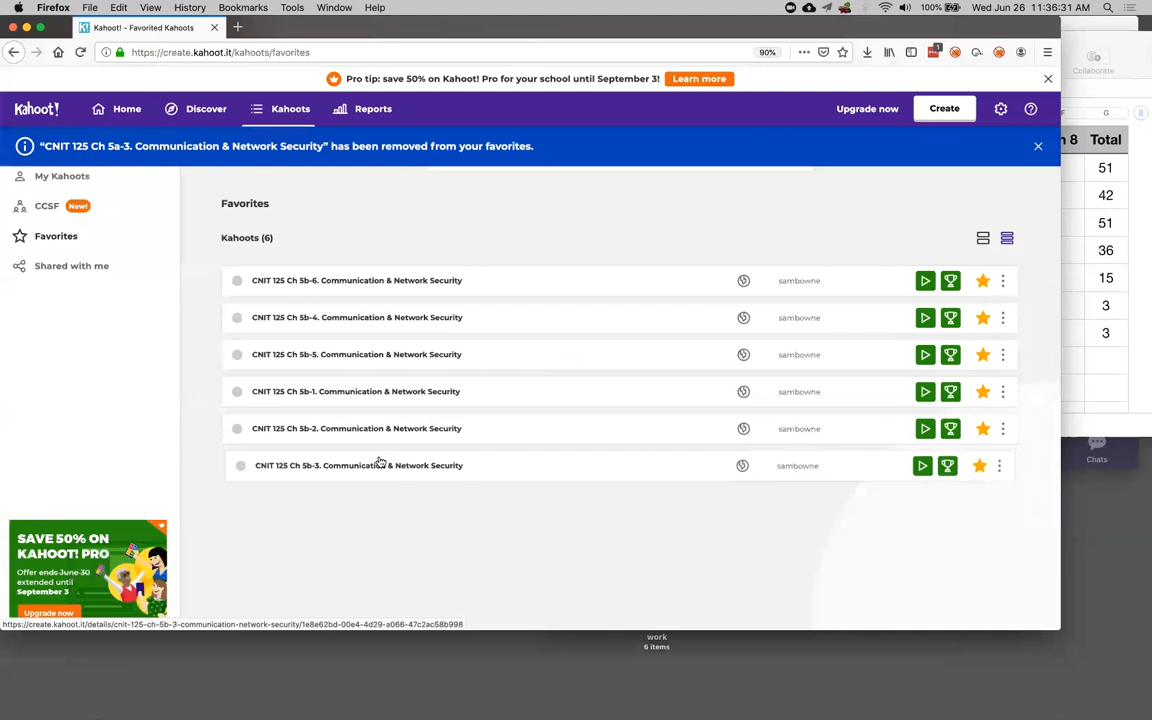 Firefox File Edit View History Bookmarks Tools Window Help 100% Wed Jun 26 11:36:31 AM
Kahoot! - Favorited Kahoots
https://create.kahoot.it/kahoots/favorites 90%
Collaborate
Pro tip: save 50% on Kahoot! Pro for your school until September 3! Learn more
Kahoot! Home Discover Kahoots Reports Upgrade now Create
G
8 Total
"CNIT 125 Ch 5a-3. Communication & Network Security" has been removed from your favorites.
51
My Kahoots
42
CCSF New!
Favorites
51
Favorites
Kahoots (6)
36
Shared with me
CNIT 125 Ch 5b-6. Communication & Network Security sambowne
15
CNIT 125 Ch 5b-4. Communication & Network Security sambowne
3
CNIT 125 Ch 5b-5. Communication & Network Security sambowne
3
CNIT 125 Ch 5b-1. Communication & Network Security sambowne
CNIT 125 Ch 5b-2. Communication & Network Security sambowne
CNIT 125 Ch 5b-3. Communication & Network Security sambowne
Chats
SAVE 50% ON
KAHOOT! PRO
Offer ends June 30
extended until
September 3
Upgrade now
https://create.kahoot.it/details/cnit-125-ch-5b-3-communication-network-security/1e8e62bd-00e4-4d29-a066-47c2ac58b998
work
6 items